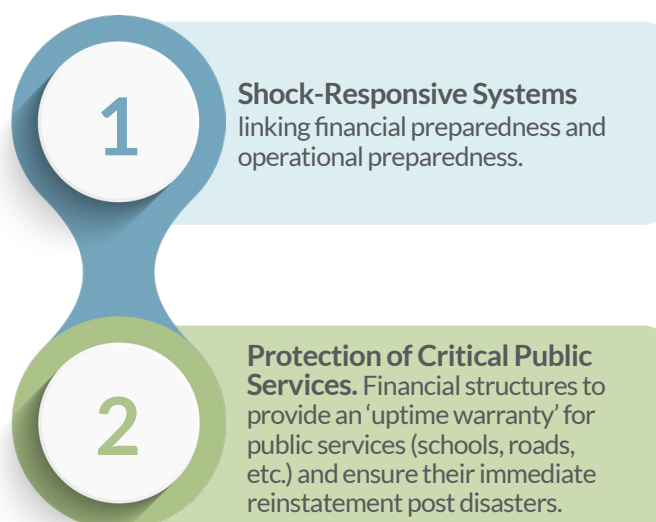 1
Shock-Responsive Systems
linking financial preparedness and
operational preparedness.
2
Protection of Critical Public
Services. Financial structures to
provide an ‘uptime warranty’ for
public services (schools, roads,
etc.) and ensure their immediate
reinstatement post disasters.